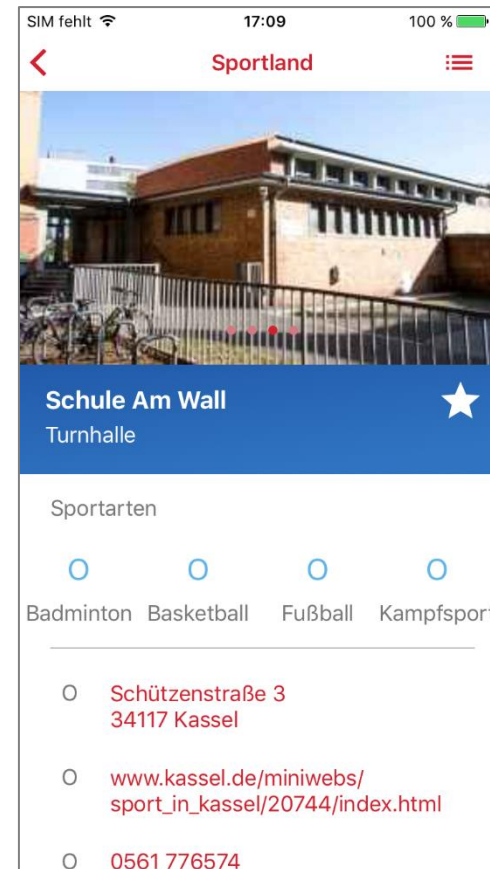 SIM fehlt 17:09 100 %
Sportland
Schule Am Wall
Turnhalle
Sportarten
O O O O
Badminton Basketball Fußball Kampfsport
O Schützenstraße 3
34117 Kassel
O www.kassel.de/miniwebs/
sport_in_kassel/20744/index.html
O 0561 776574